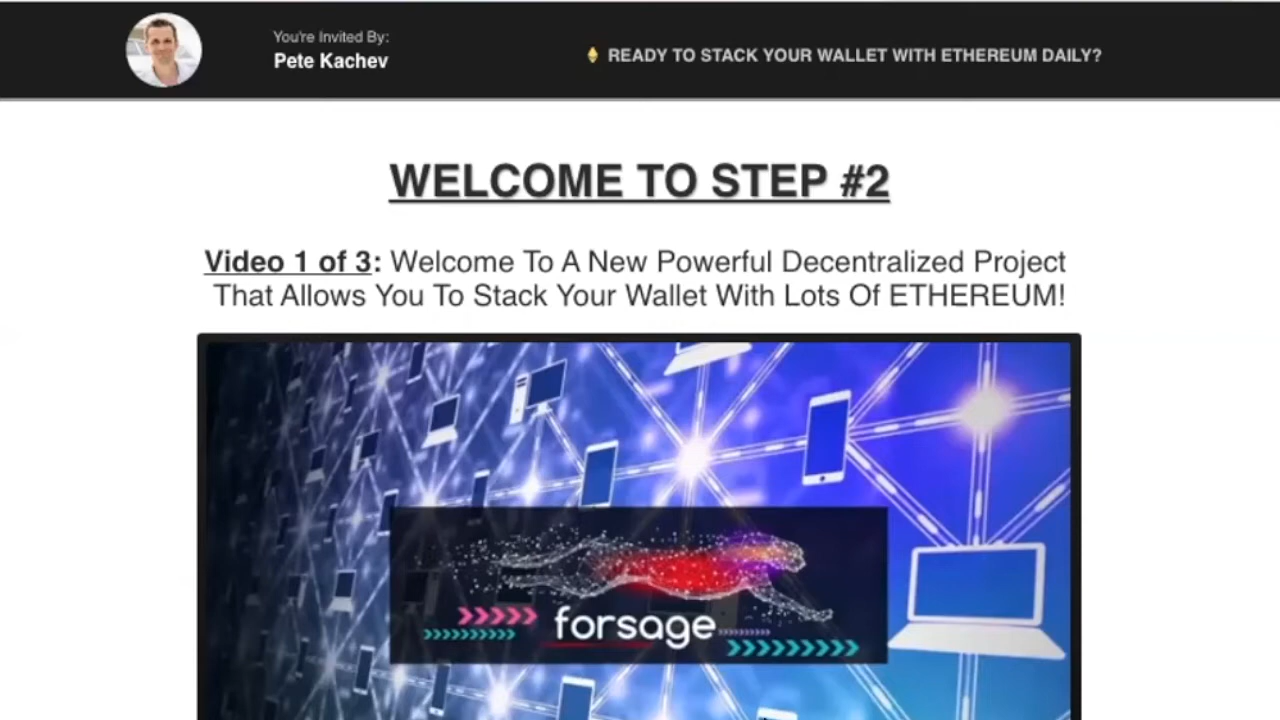 You're Invited By:
Pete Kachev
READY TO STACK YOUR WALLET WITH ETHEREUM DAILY?
WELCOME TO STEP #2
Video 1 of 3: Welcome To A New Powerful Decentralized Project
That Allows You To Stack Your Wallet With Lots Of ETHEREUM!
forsage